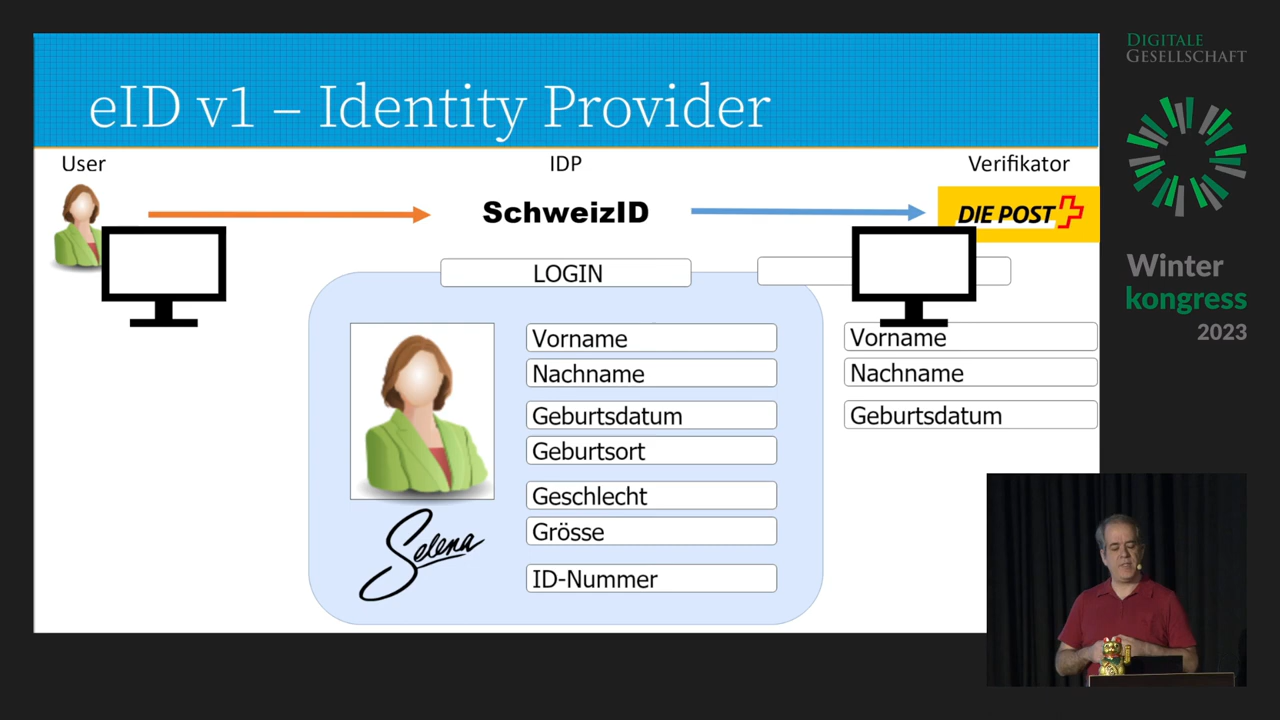 eID v1 – Identity Provider
User
IDP
Verifikator
SchweizID
DIE POST
LOGIN
Vorname
Nachname
Geburtsdatum
Geburtsort
Geschlecht
Grösse
ID-Nummer
Selena
Vorname
Nachname
Geburtsdatum
DIGITALE
GESELLSCHAFT
Winter
kongress
2023